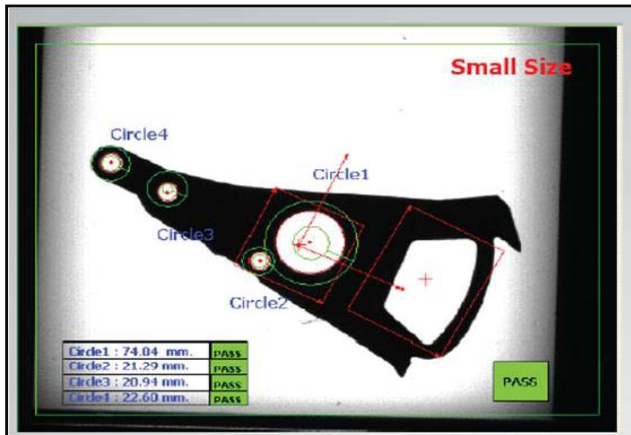 Small Size
Circle4
Circle1
Circle3
Circle2
Circle1 : 74.04 mm. PASS
Circle2 : 21.29 mm. PASS
Circle3 : 20.94 mm. PASS
Circle4 : 22.60 mm. PASS
PASS